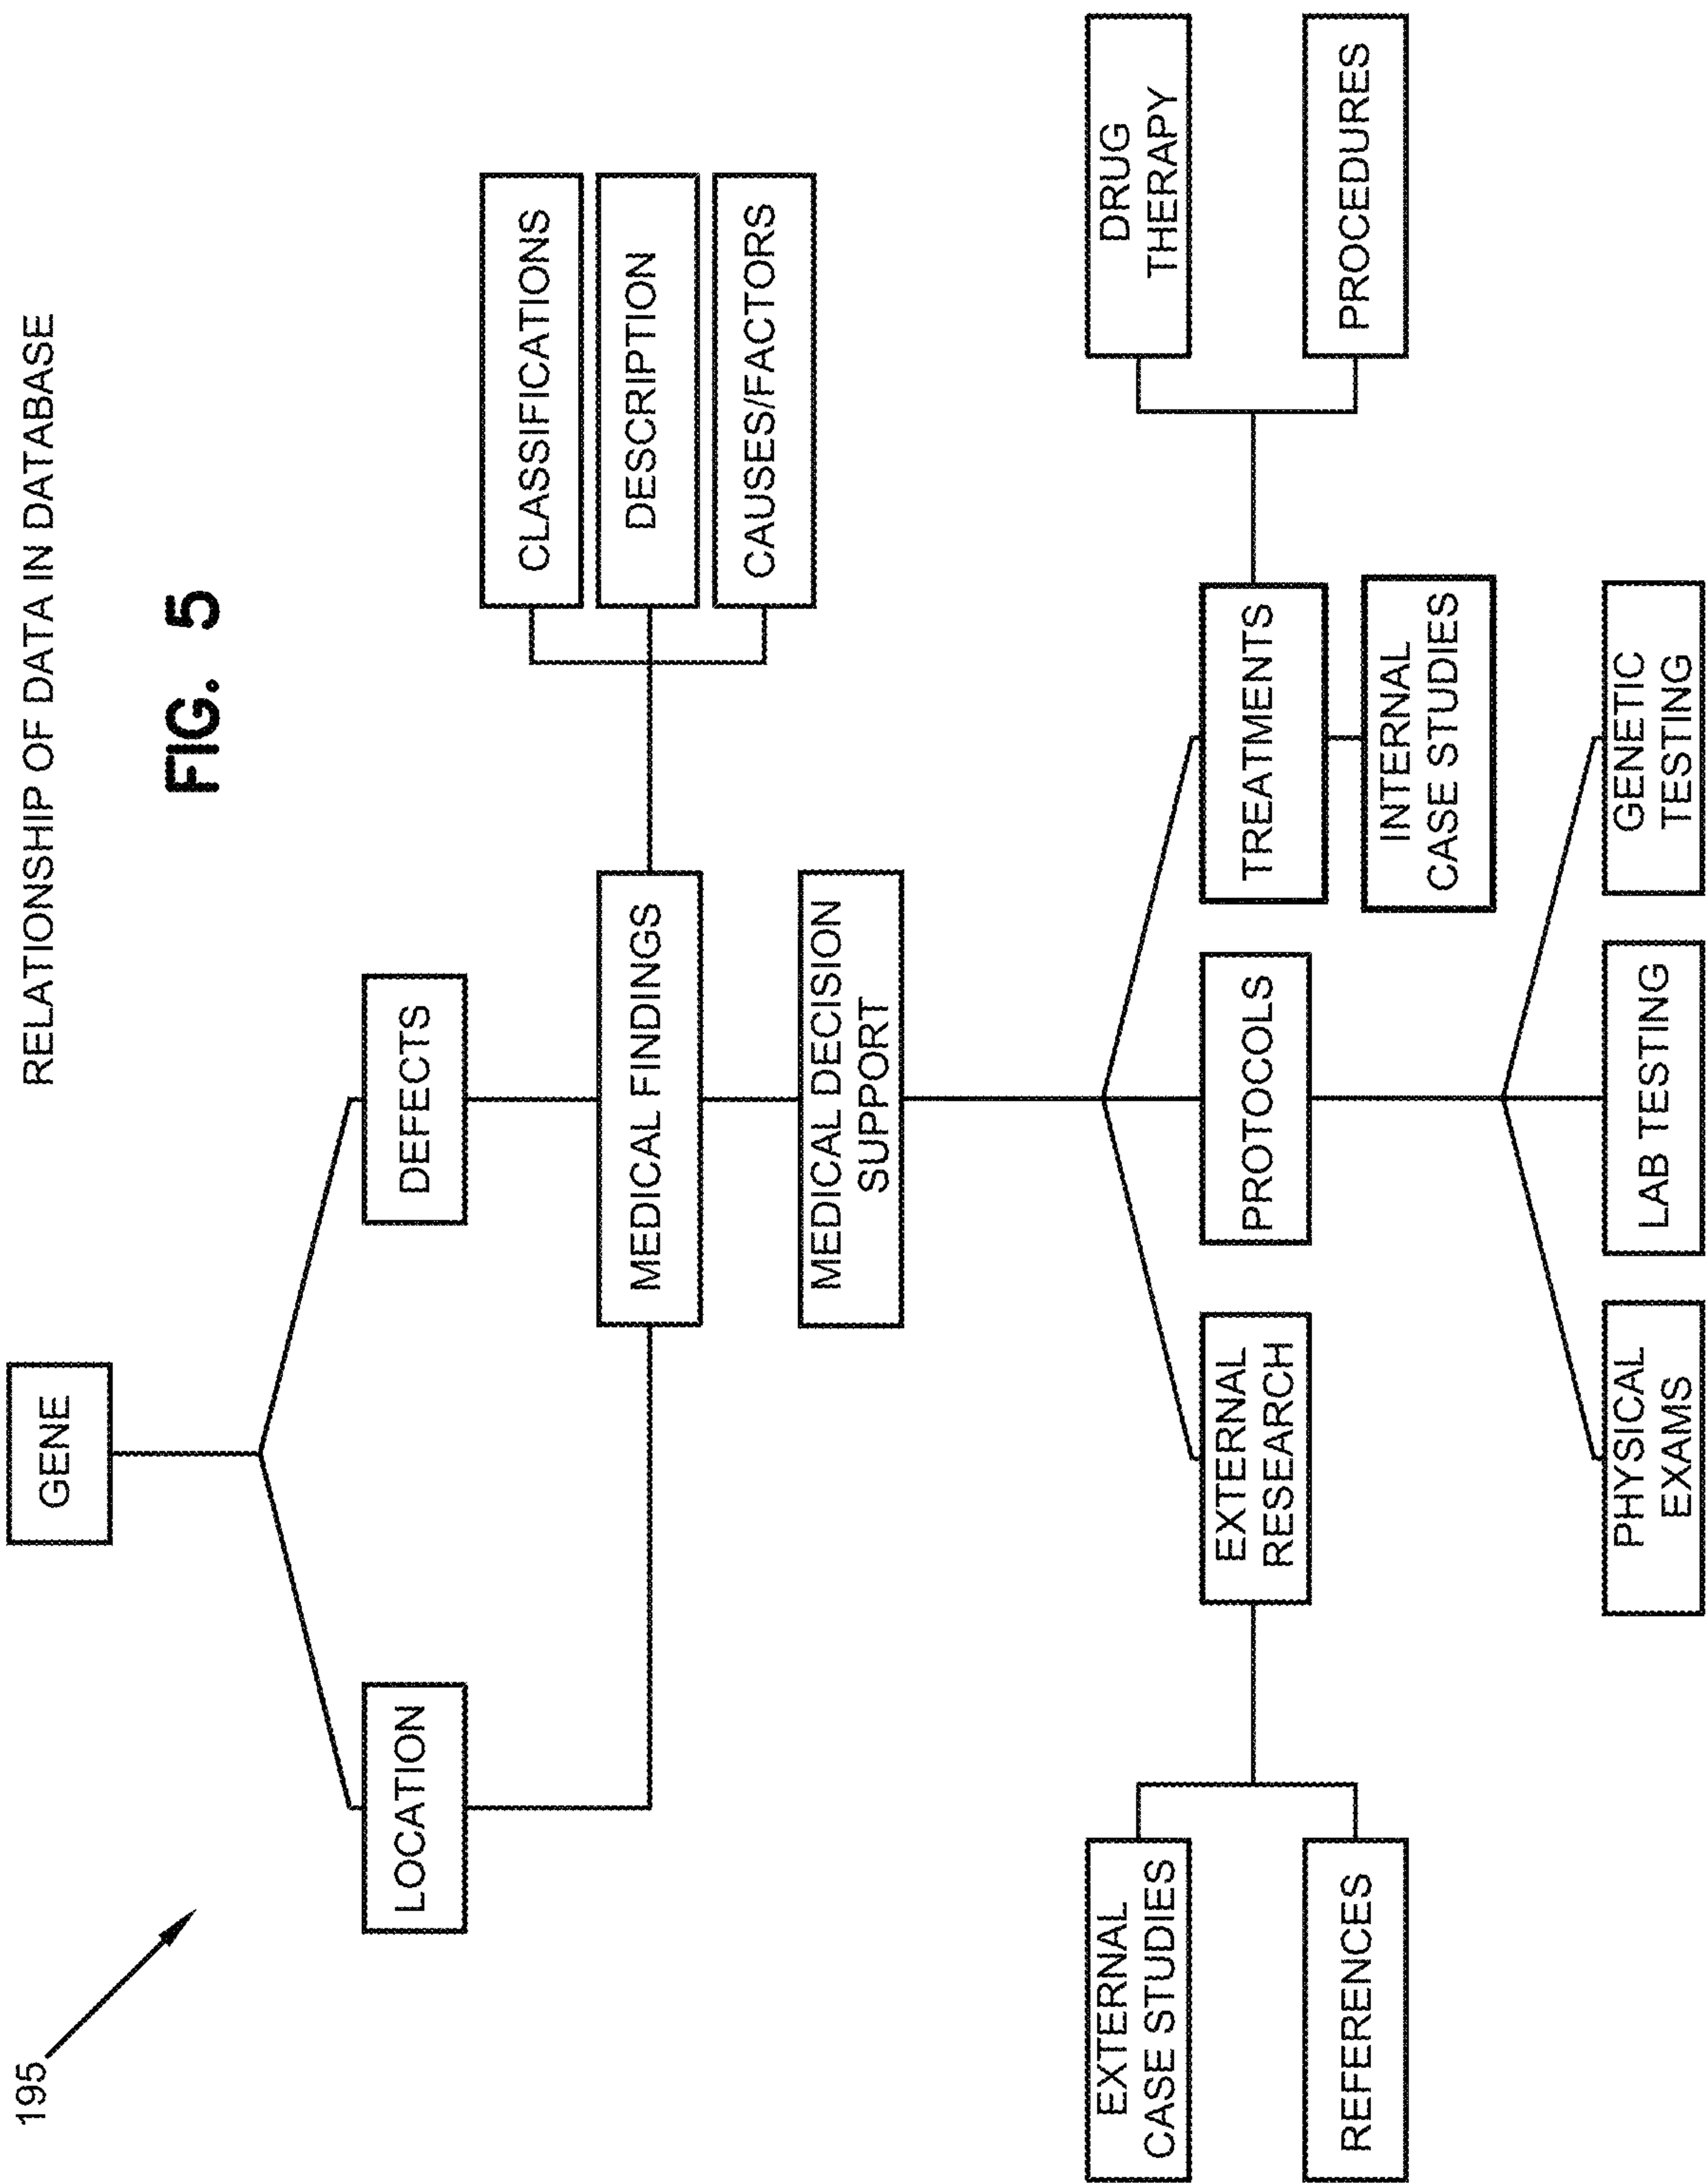 RELATIONSHIP OF DATA IN DATABASE
FIG. 5
195
GENE
LOCATION
DEFECTS
MEDICAL FINDINGS
CLASSIFICATIONS
DESCRIPTION
CAUSES/FACTORS
MEDICAL DECISION
SUPPORT
EXTERNAL
CASE STUDIES
REFERENCES
EXTERNAL
RESEARCH
PROTOCOLS
TREATMENTS
INTERNAL
CASE STUDIES
DRUG
THERAPY
PROCEDURES
PHYSICAL
EXAMS
LAB TESTING
GENETIC
TESTING